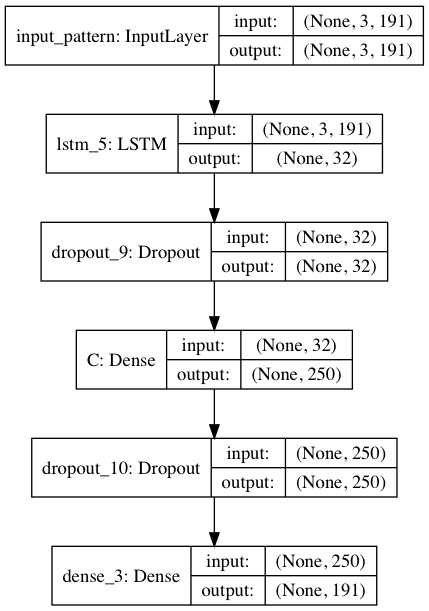 input_pattern: InputLayer
input: (None, 3, 191)
output: (None, 3, 191)
lstm_5: LSTM
input: (None, 3, 191)
output: (None, 32)
dropout_9: Dropout
input: (None, 32)
output: (None, 32)
C: Dense
input: (None, 32)
output: (None, 250)
dropout_10: Dropout
input: (None, 250)
output: (None, 250)
dense_3: Dense
input: (None, 250)
output: (None, 191)